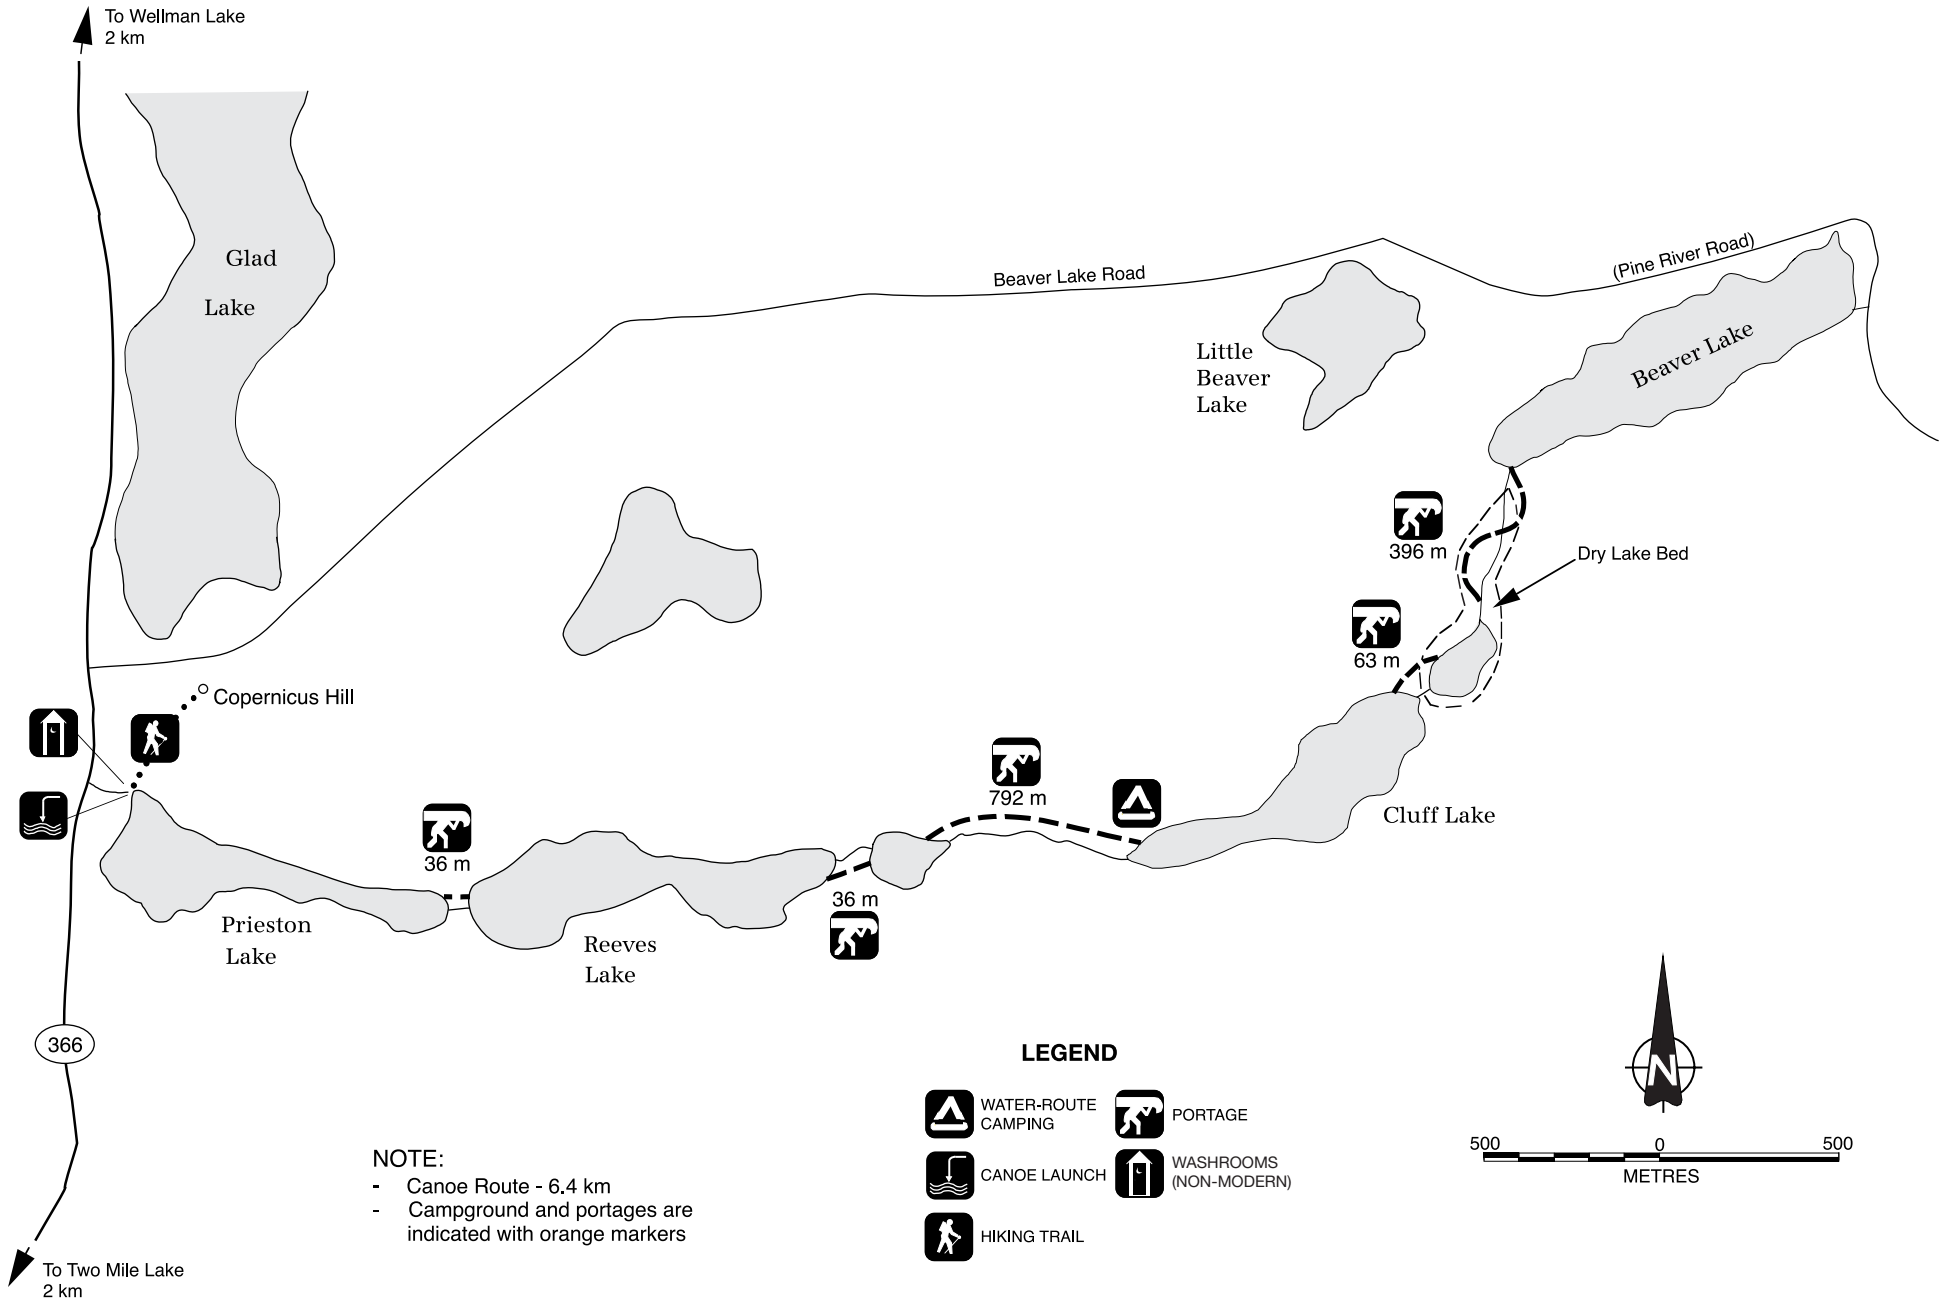 To Wellman Lake
2 km
Glad
Lake
Beaver Lake Road
(Pine River Road)
Little
Beaver
Lake
Beaver Lake
396 m
Dry Lake Bed
63 m
Copernicus Hill
792 m
Cluff Lake
36 m
36 m
Prieston
Lake
Reeves
Lake
366
N
LEGEND
WATER-ROUTE
CAMPING
PORTAGE
CANOE LAUNCH
WASHROOMS
(NON-MODERN)
HIKING TRAIL
500 0 500
METRES
NOTE:
- Canoe Route - 6.4 km
- Campground and portages are
indicated with orange markers
To Two Mile Lake
2 km